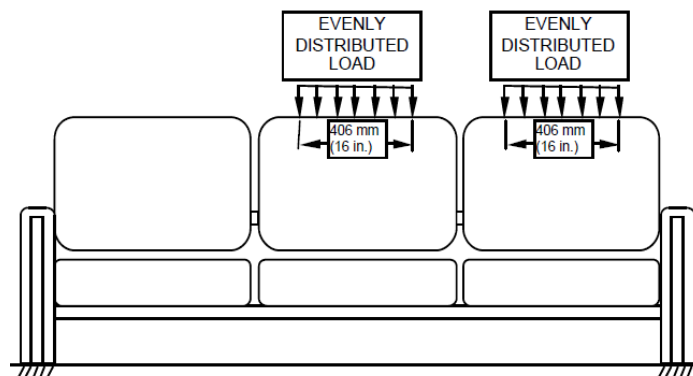 EVENLY
DISTRIBUTED
LOAD
EVENLY
DISTRIBUTED
LOAD
406 mm
(16 in.)
406 mm
(16 in.)